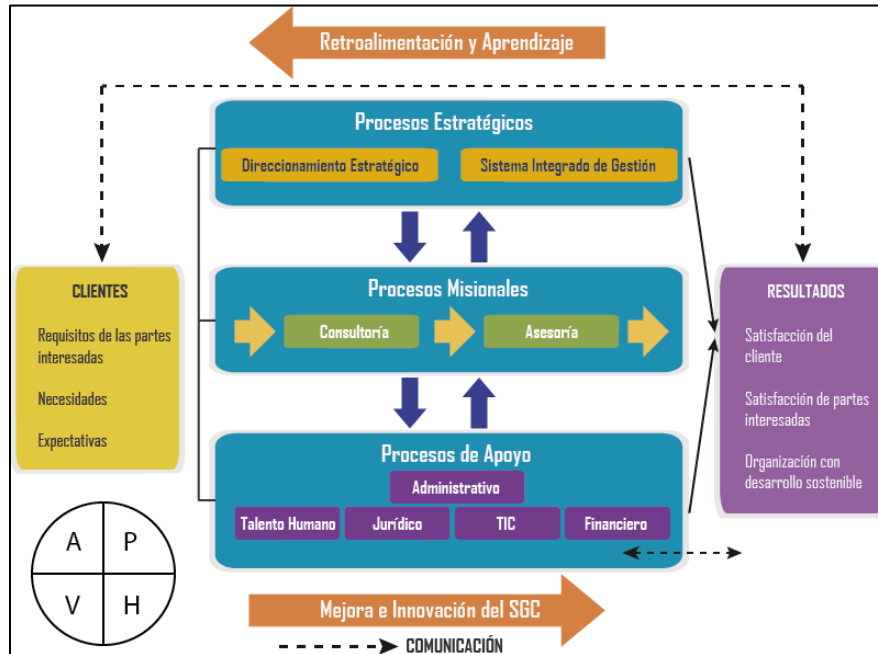 Retroalimentación y Aprendizaje
Procesos Estratégicos
Direccionamiento Estratégico
Sistema Integrado de Gestión
CLIENTES
Requisitos de las partes
interesadas
Necesidades
Expectativas
Procesos Misionales
Consultoría
Asesoría
RESULTADOS
Satisfacción del
cliente
Satisfacción de partes
interesadas
Organización con
desarrollo sostenible
Procesos de Apoyo
Administrativo
Talento Humano
Jurídico
TIC
Financiero
A P
V H
Mejora e Innovación del SGC
COMUNICACIÓN